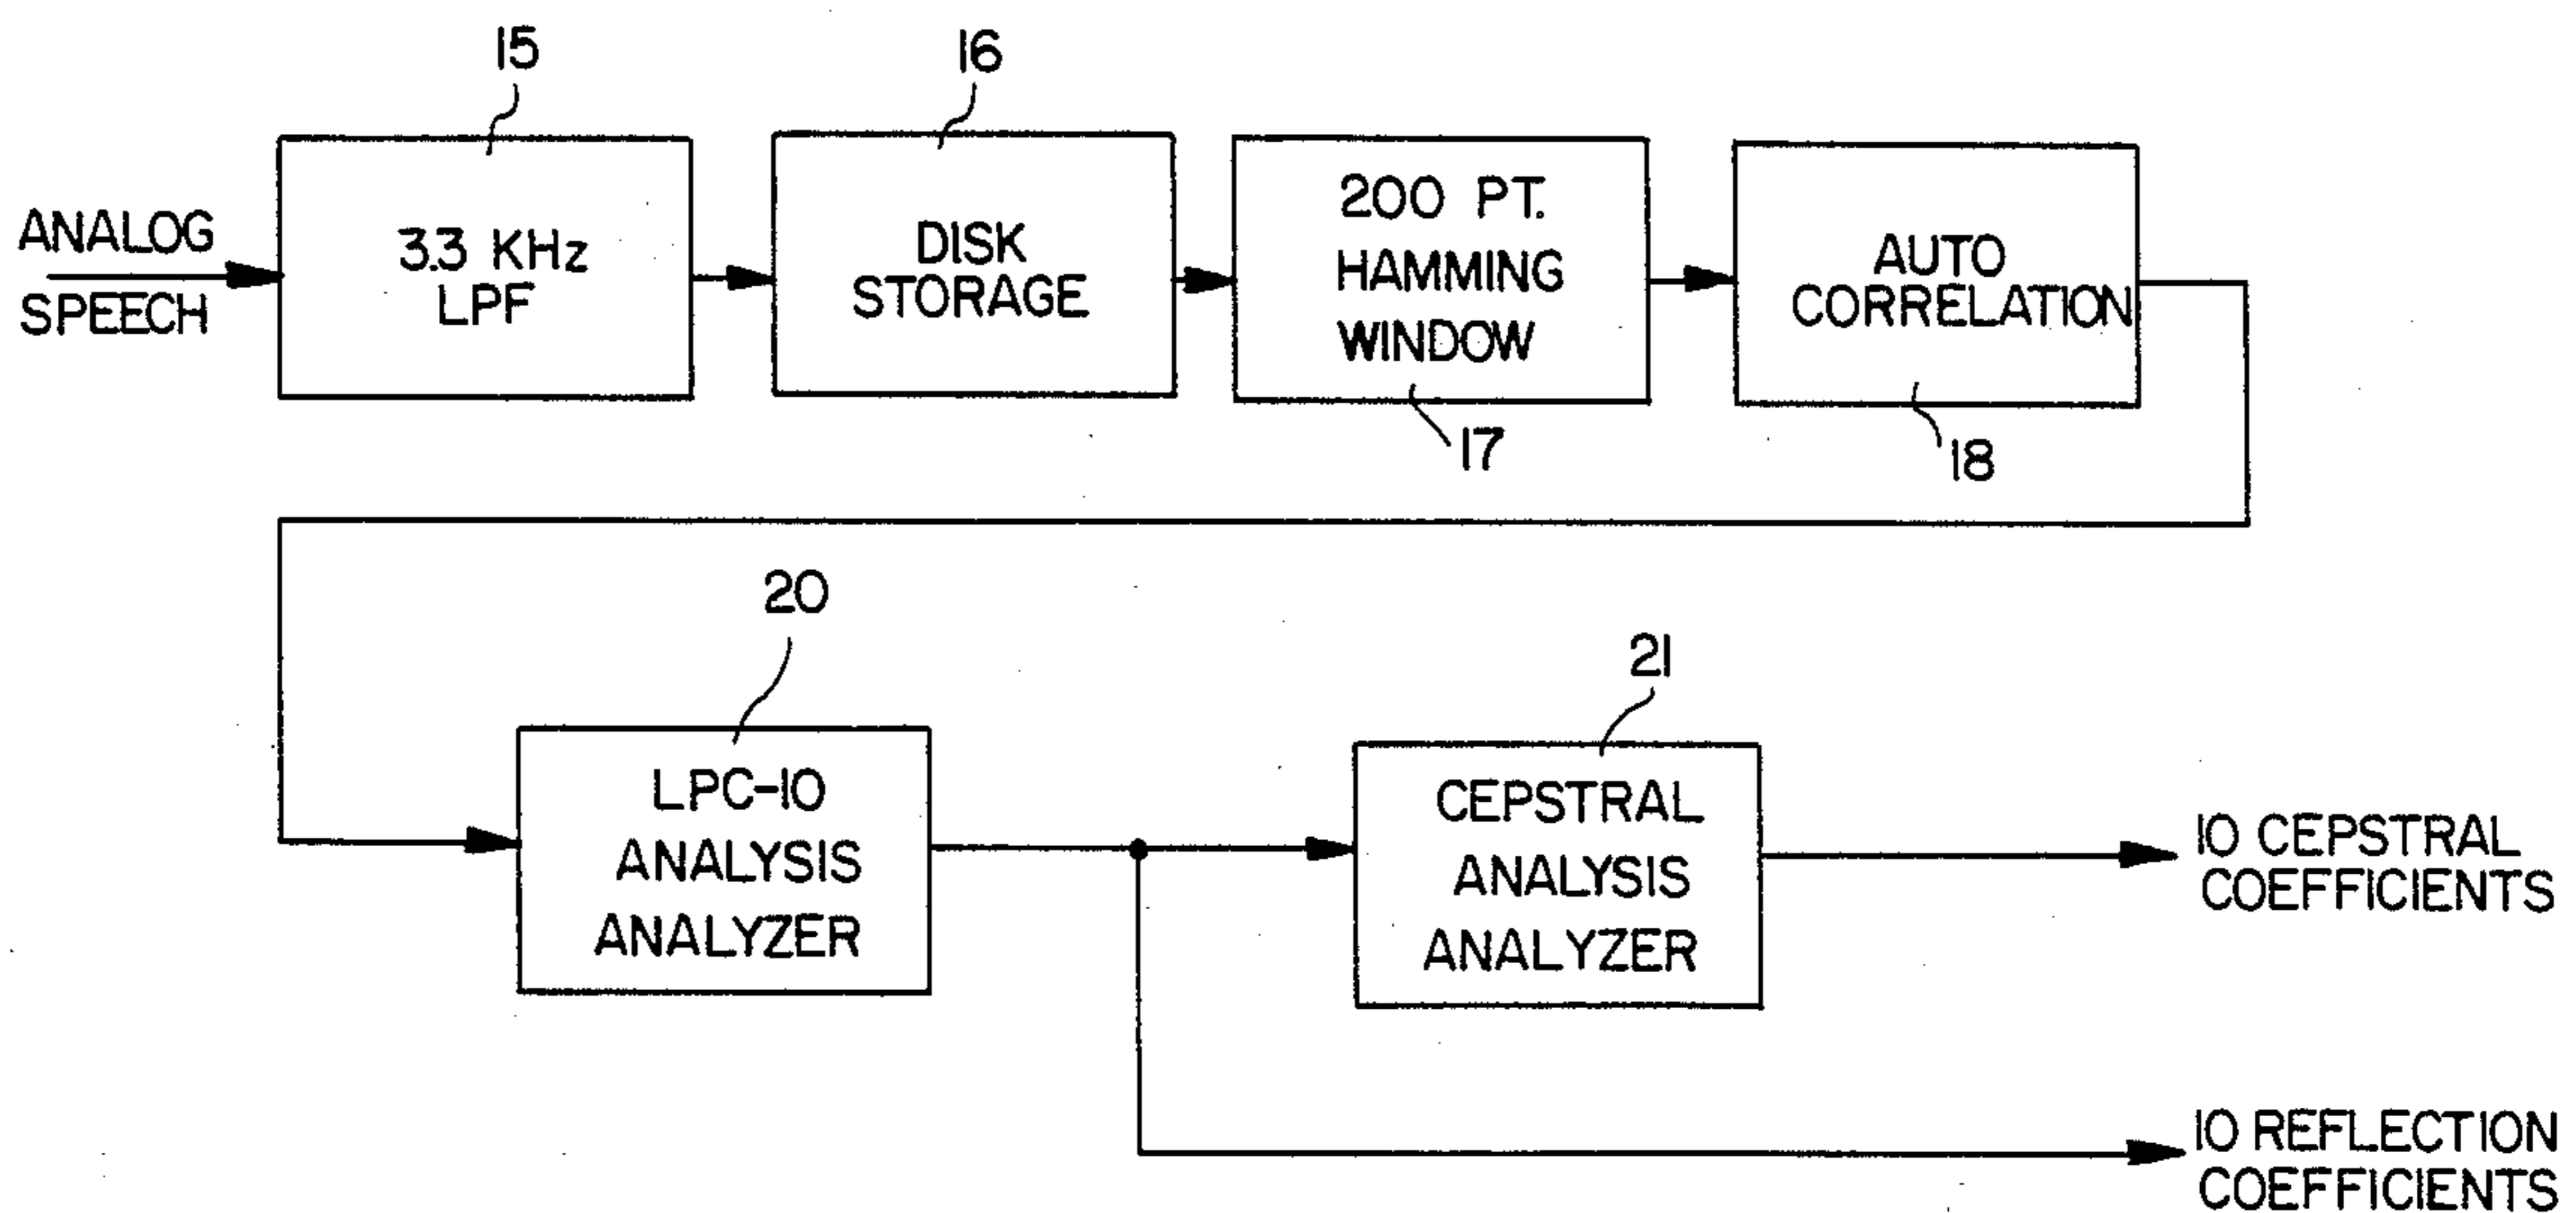 15
16
ANALOG
SPEECH
3.3 KHz
LPF
DISK
STORAGE
200 PT.
HAMMING
WINDOW
AUTO
CORRELATION
17
18
20
21
LPC-10
ANALYSIS
ANALYZER
CEPSTRAL
ANALYSIS
ANALYZER
10 CEPSTRAL
COEFFICIENTS
10 REFLECTION
COEFFICIENTS